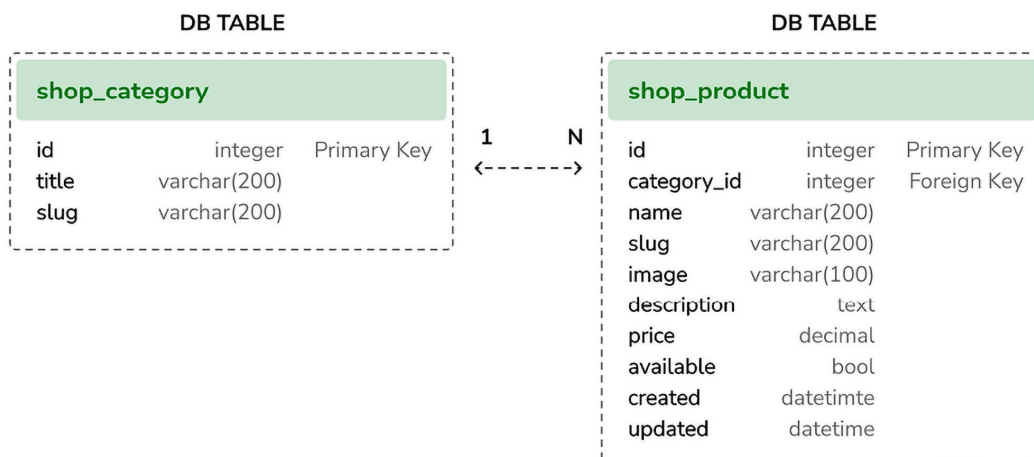 DB TABLE
shop_category
id integer Primary Key
title varchar(200)
slug varchar(200)
1 N
DB TABLE
shop_product
id integer Primary Key
category_id integer Foreign Key
name varchar(200)
slug varchar(200)
image varchar(100)
description text
price decimal
available bool
created datetimte
updated datetime